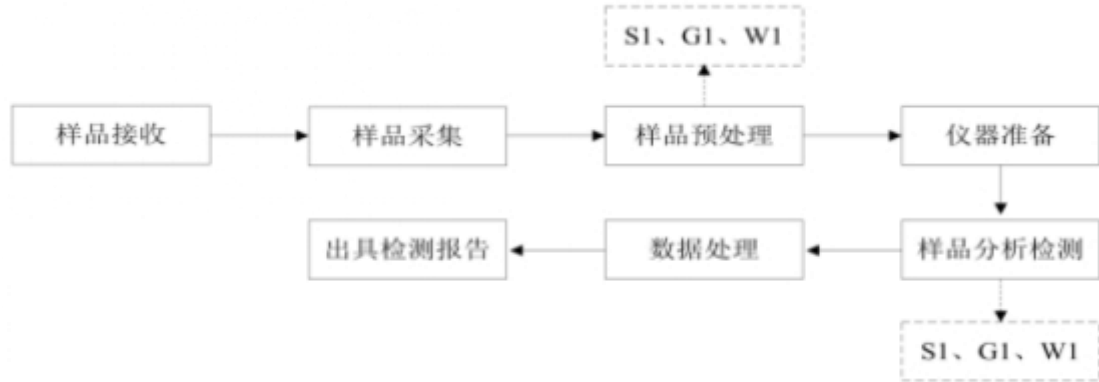 S1、G1、W1
样品接收
样品采集
样品预处理
仪器准备
出具检测报告
数据处理
样品分析检测
S1、G1、W1